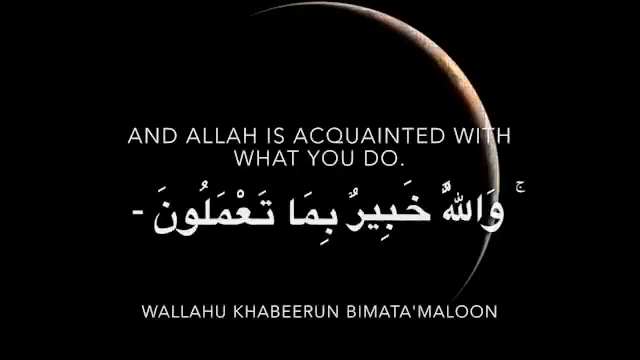 AND ALLAH IS ACQUAINTED WITH
WHAT YOU DO.
ۚ وَاللَّهُ خَبِيرٌ بِمَا تَعْمَلُونَ -
WALLAHU KHABEERUN BIMATA'MALOON